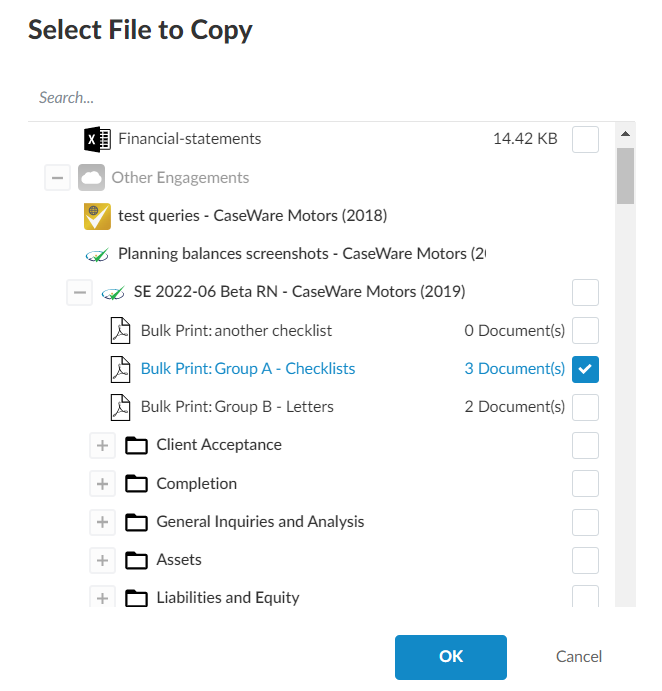 Select File to Copy
Search...
Financial-statements 14.42 KB
Other Engagements
test queries - CaseWare Motors (2018)
Planning balances screenshots - CaseWare Motors (20
SE 2022-06 Beta RN - CaseWare Motors (2019)
Bulk Print: another checklist 0 Document(s)
Bulk Print: Group A - Checklists 3 Document(s)
Bulk Print: Group B - Letters 2 Document(s)
Client Acceptance
Completion
General Inquiries and Analysis
Assets
Liabilities and Equity
OK Cancel